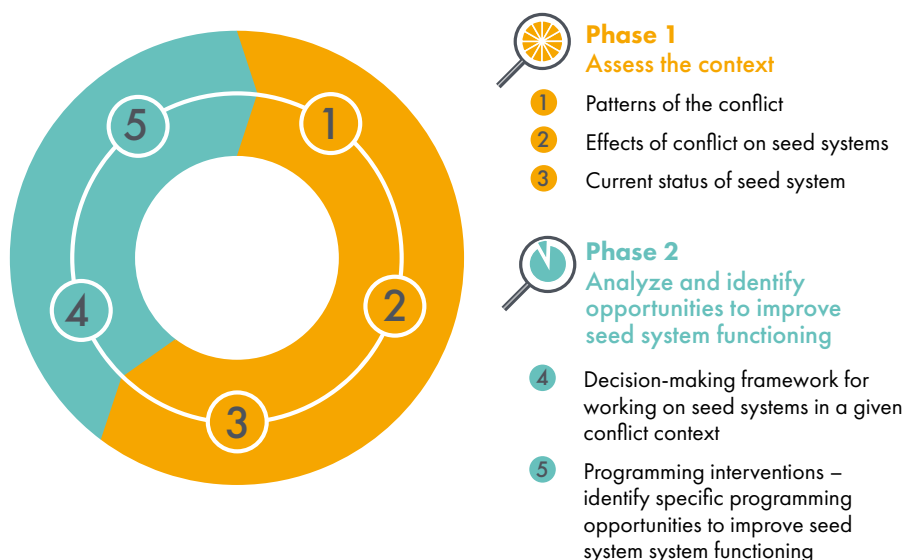 1
2
3
4
5
Phase 1
Assess the context
1 Patterns of the conflict
2 Effects of conflict on seed systems
3 Current status of seed system
Phase 2
Analyze and identify
opportunities to improve
seed system functioning
4 Decision-making framework for
working on seed systems in a given
conflict context
5 Programming interventions –
identify specific programming
opportunities to improve seed
system system functioning